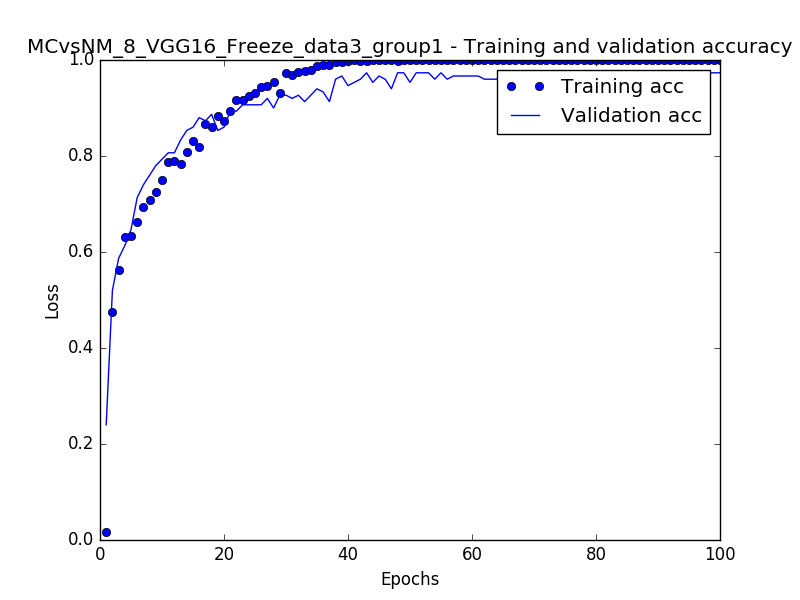 MCvsNM_8_VGG16_Freeze_data3_group1 - Training and validation accuracy
1.0
Training acc
Validation acc
0.8
0.6
Loss
0.4
0.2
0.0
0 20 40 60 80 100
Epochs